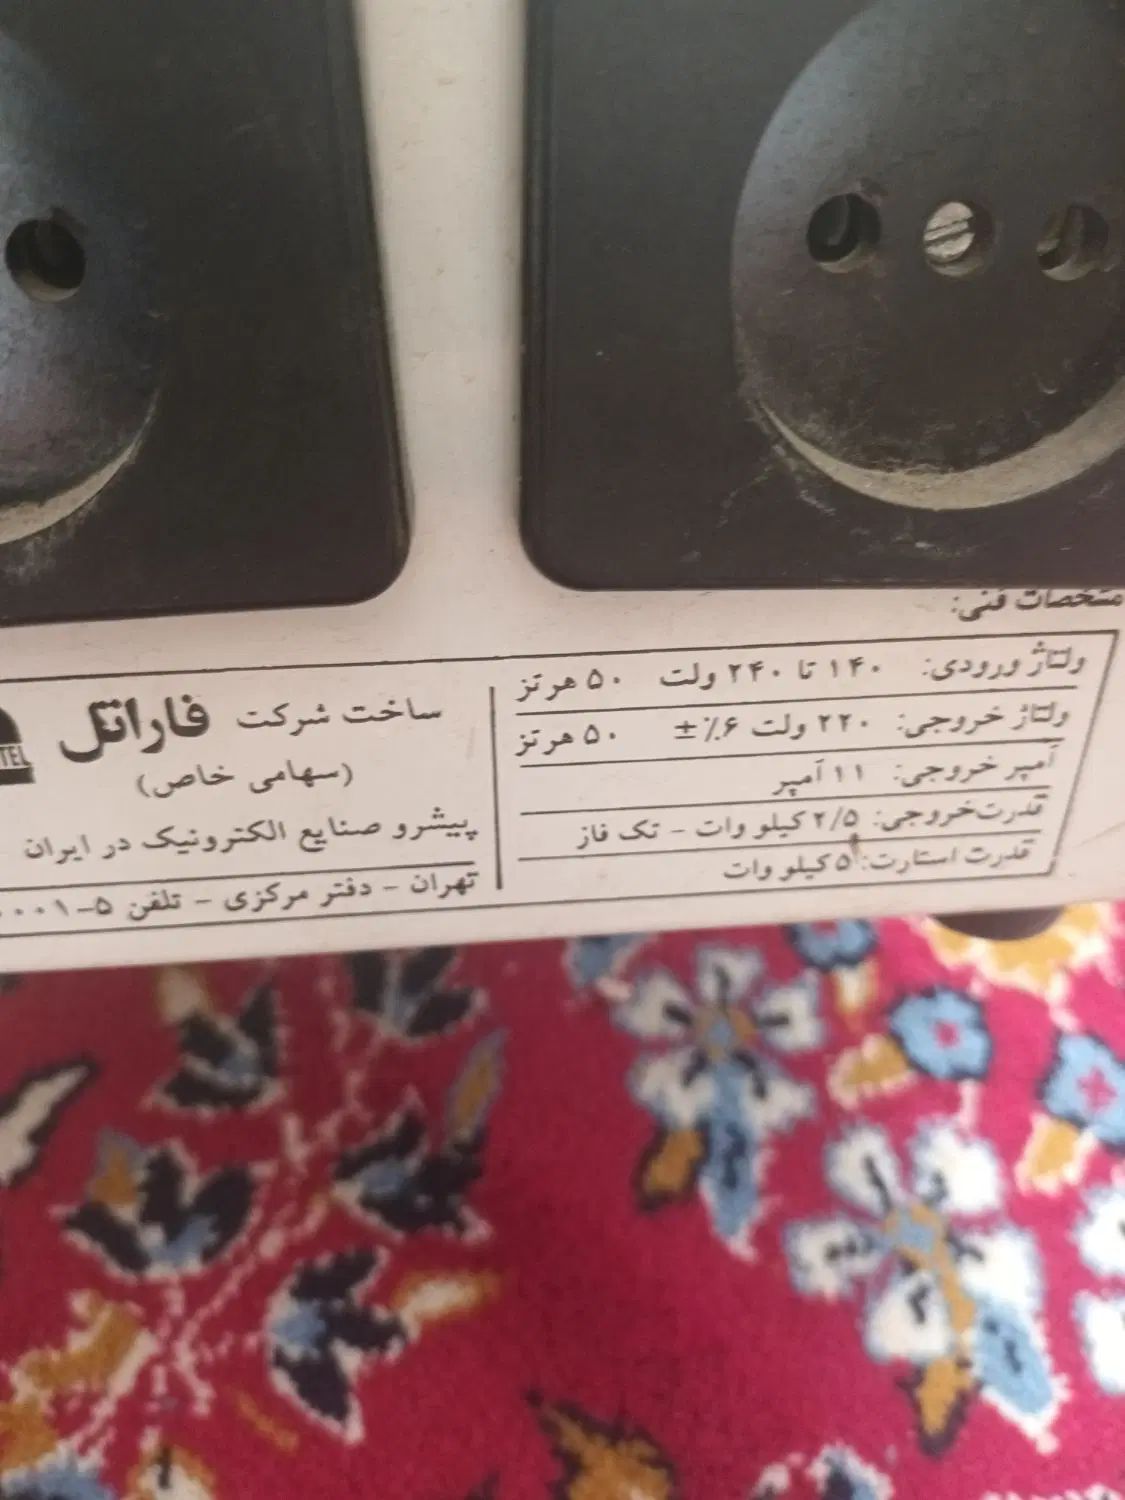 مشخصات فنی:
ولتاژ ورودی: ۱۴۰ تا ۲۴۰ ولت ۵۰ هرتز
ولتاژ خروجی: ۲۲۰ ولت ۶٪ ± ۵۰ هرتز
آمپر خروجی: ۱۱ آمپر
قدرت خروجی: ۲/۵ کیلو وات - تک فاز
قدرت استارت: ۵ کیلو وات
ساخت شرکت فاراتل
(سهامی خاص)
پیشرو صنایع الکترونیک در ایران
تهران - دفتر مرکزی - تلفن
TEL